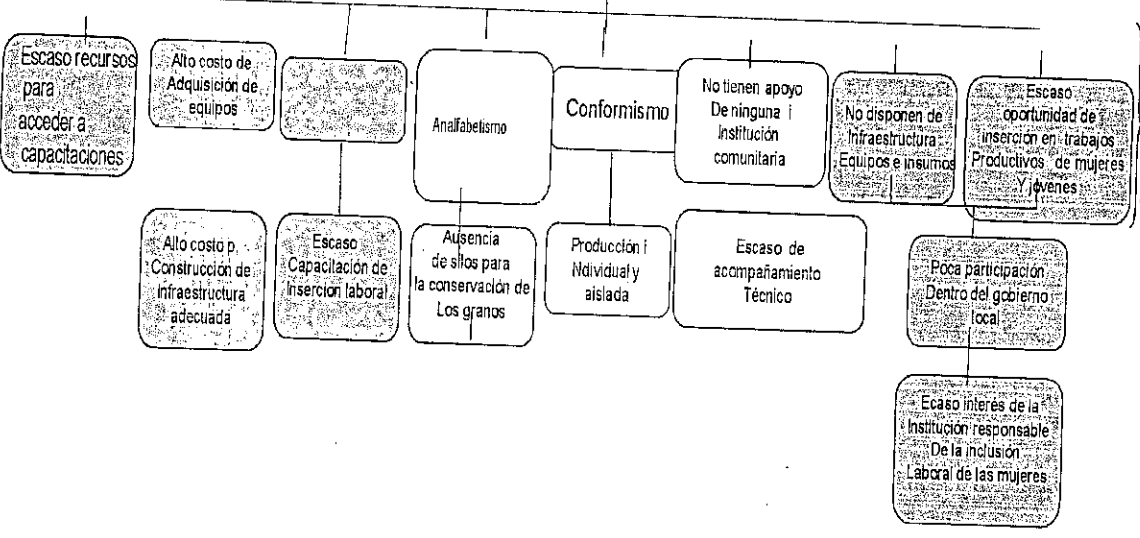 Escaso recursos
para
acceder a
capacitaciones
Alto costo de
Adquisición de
equipos
Analfabetismo
Conformismo
No tienen apoyo
De ninguna i
Institución
comunitaria
No disponen de
Infraestructura
Equipos e insumos
Escaso
oportunidad de
inserción en trabajos
Productivos de mujeres
Y jóvenes
Alto costo p.
Construcción de
infraestructura
adecuada
Escaso
Capacitación de
Inserción laboral
Ausencia
de silos para
la conservación de
Los granos
Producción i
Ndividual y
aislada
Escaso de
acompañamiento
Técnico
Poca participación
Dentro del gobierno
local
Ecaso interés de la
Institución responsable
De la inclusión
Laboral de las mujeres